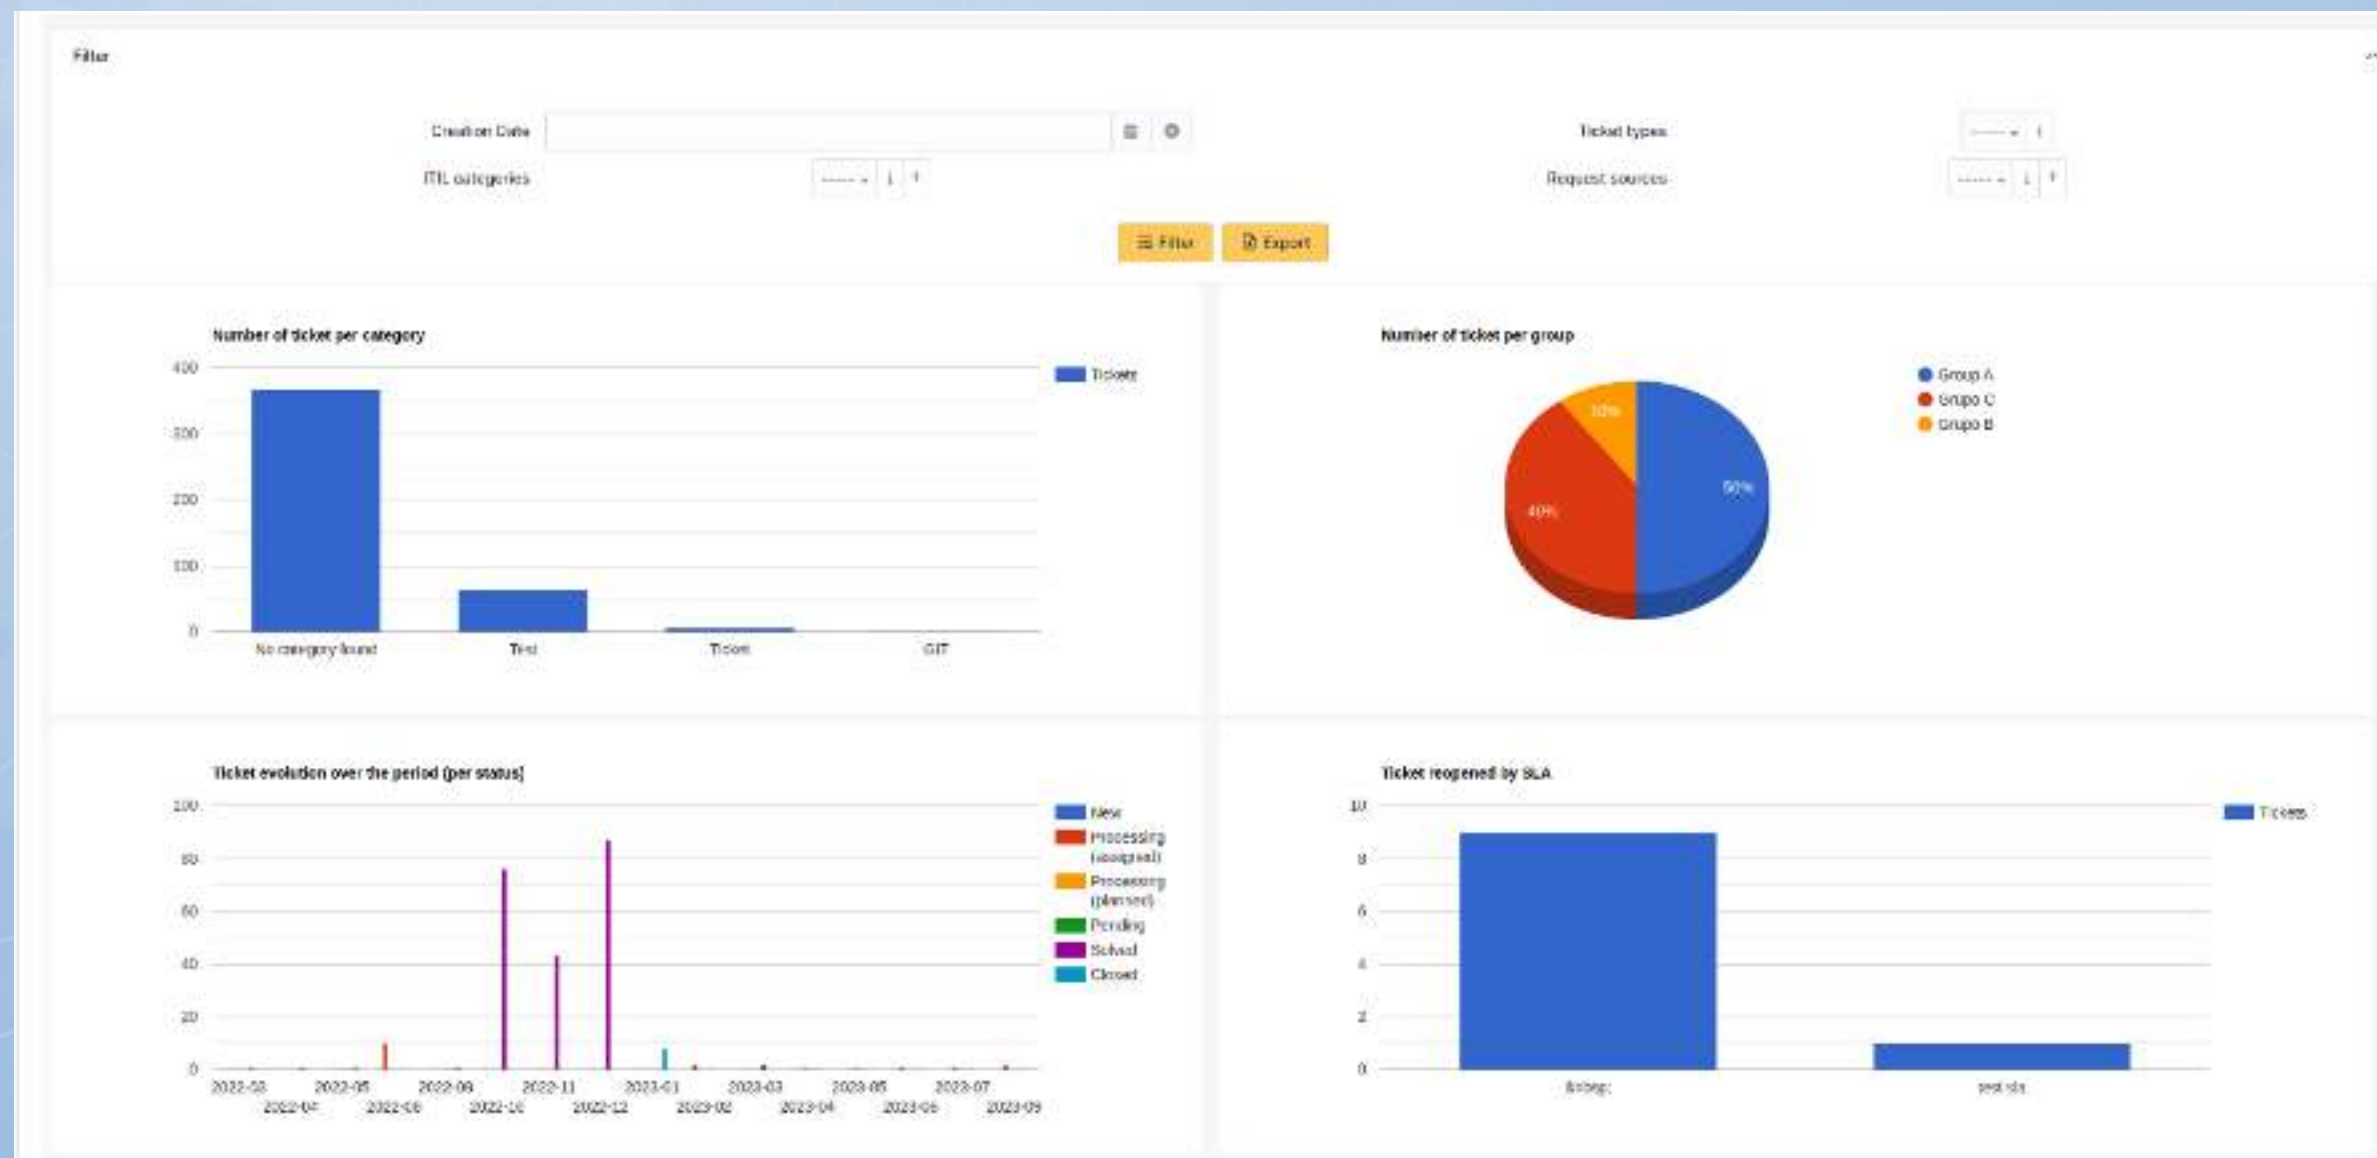 Filter
Creation Date
Ticket types
ITIL categories
Request sources
Filter
Export
Number of ticket per category
400
300
200
100
0
No category found
Test
Tickets
GIT
Tickets
Number of ticket per group
10%
50%
40%
Group A
Grupo C
Grupo B
Ticket evolution over the period (per status)
100
80
60
40
20
0
2022-03 2022-05 2022-09 2022-11 2023-01 2023-03 2023-05 2023-07
2022-04 2022-06 2022-10 2022-12 2023-02 2023-04 2023-06 2023-09
New
Processing
(assigned)
Processing
(planned)
Pending
Solved
Closed
Ticket reopened by SLA
10
8
6
4
2
0
&nbsp;
test sla
Tickets